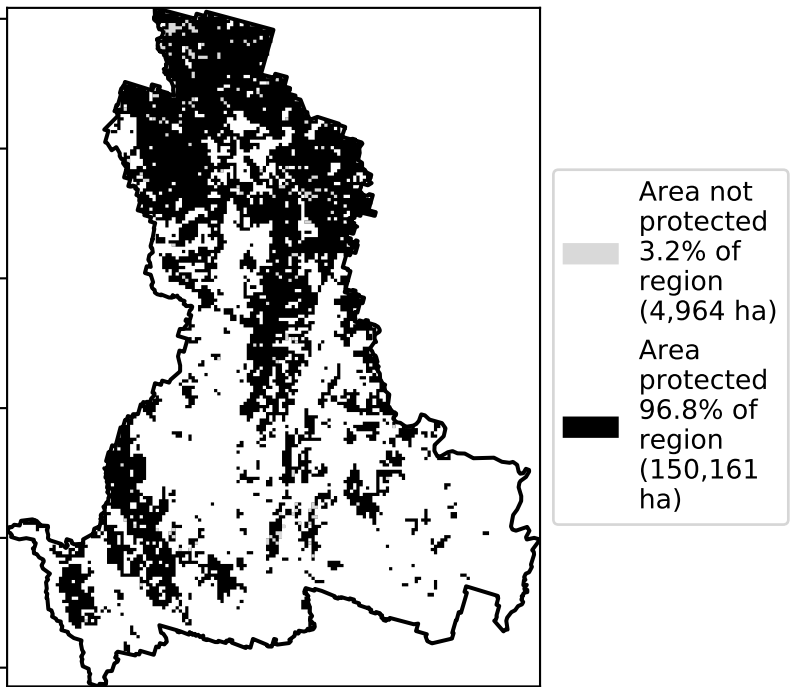 Area not
protected
3.2% of
region
(4,964 ha)
Area
protected
96.8% of
region
(150,161
ha)